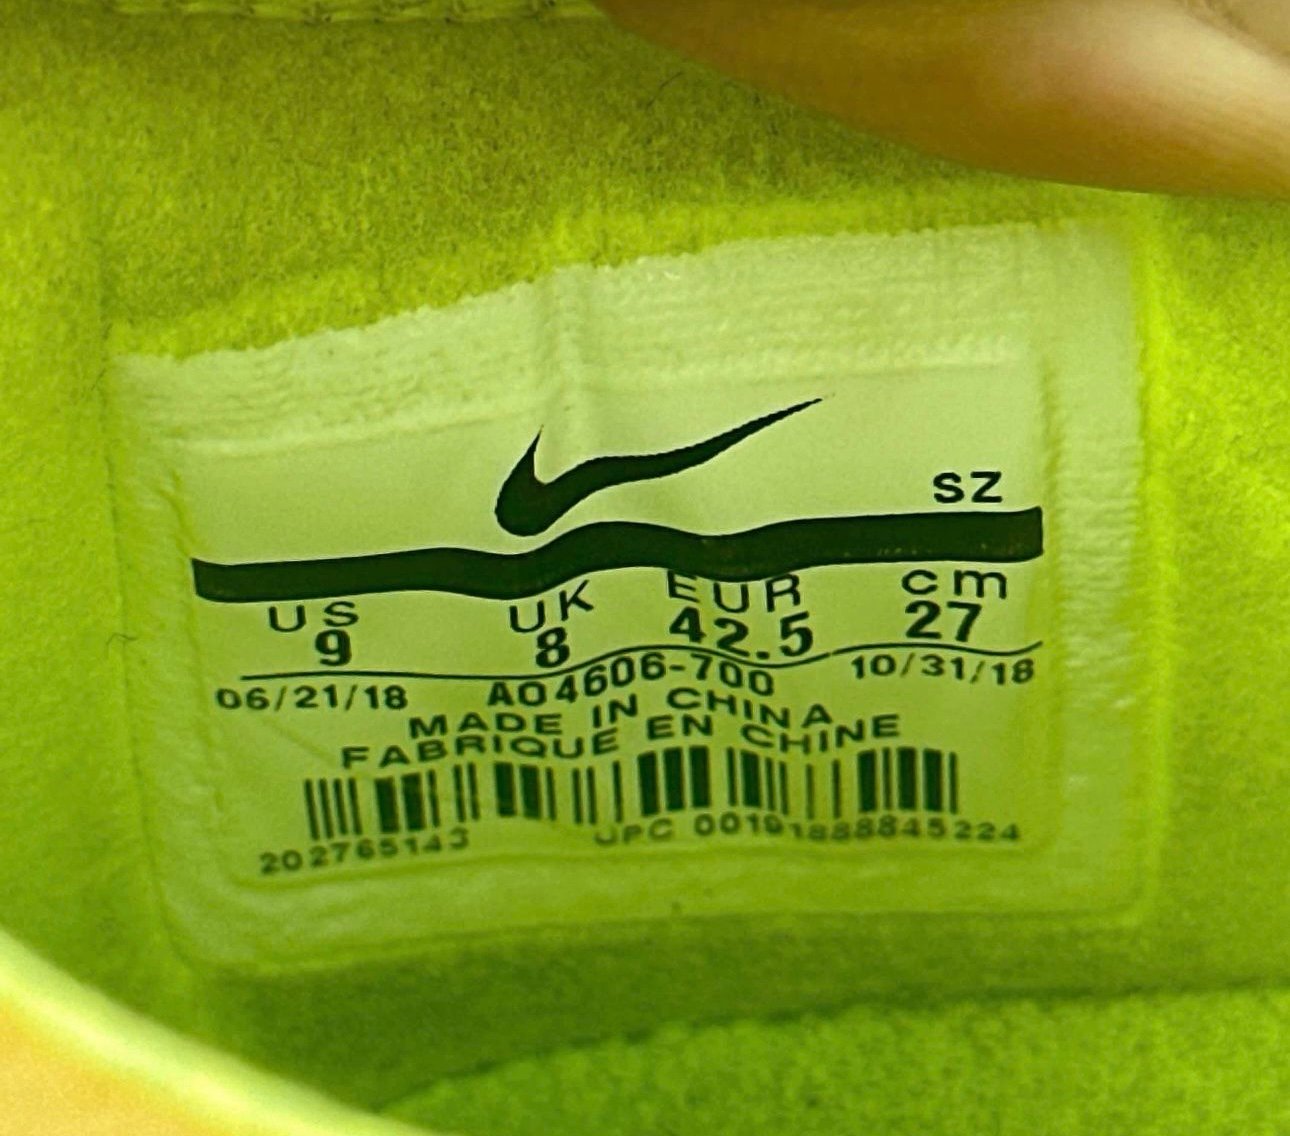 SZ
US UK EUR cm
9 8 42.5 27
06/21/18 AO4606-700 10/31/18
MADE IN CHINA
FABRIQUE EN CHINE
202765143 UPC 00191888845224